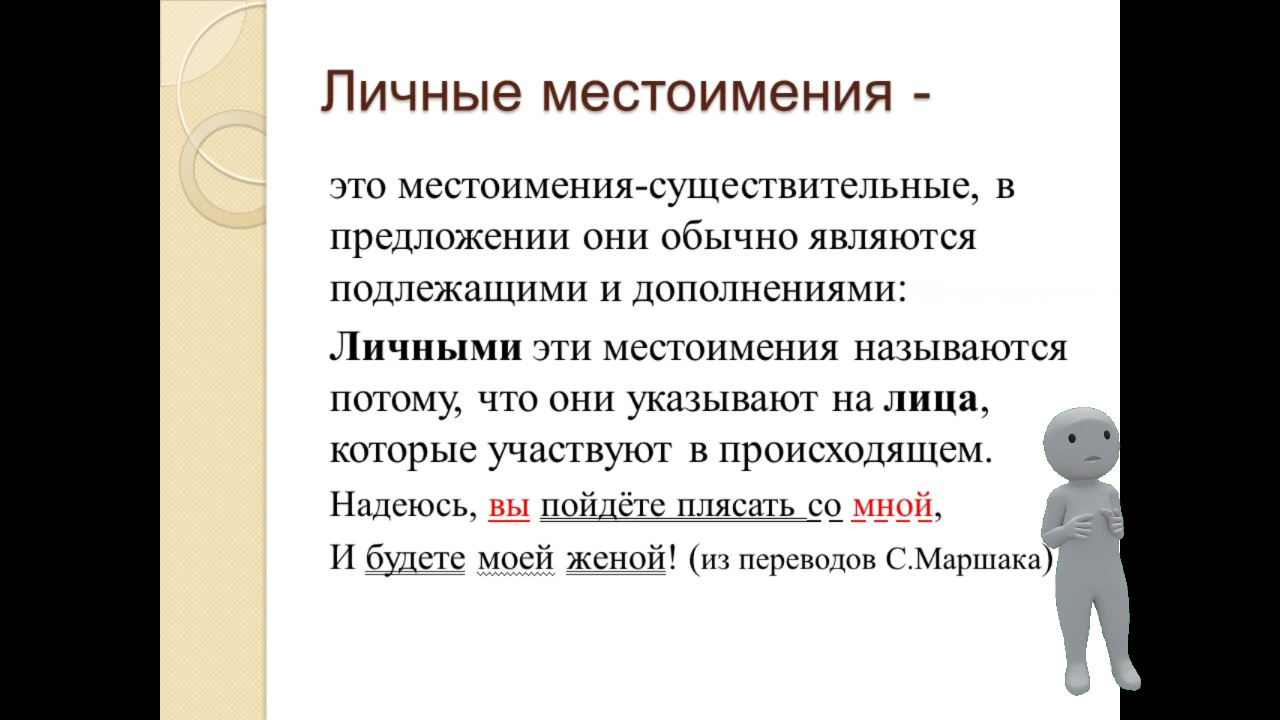 Личные местоимения -
это местоимения-существительные, в
предложении они обычно являются
подлежащими и дополнениями:
Личными эти местоимения называются
потому, что они указывают на лица,
которые участвуют в происходящем.
Надеюсь, вы пойдёте плясать со мной,
И будете моей женой! (из переводов С.Маршака)